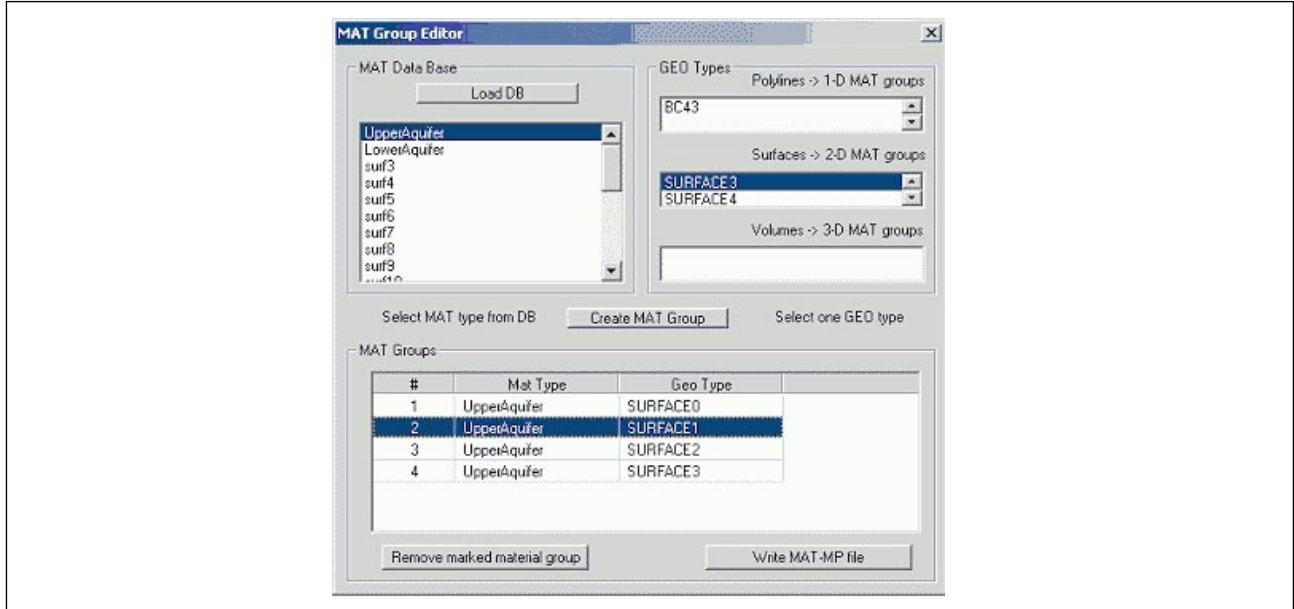 MAT Group Editor
MAT Data Base
Load DB
UpperAquifer
LowerAquifer
surf3
surf4
surf5
surf6
surf7
surf8
surf9
GEO Types
Polylines -> 1-D MAT groups
BC43
Surfaces -> 2-D MAT groups
SURFACE3
SURFACE4
Volumes -> 3-D MAT groups
Select MAT type from DB
Create MAT Group
Select one GEO type
MAT Groups
# Mat Type Geo Type
1 UpperAquifer SURFACE0
2 UpperAquifer SURFACE1
3 UpperAquifer SURFACE2
4 UpperAquifer SURFACE3
Remove marked material group
Write MAT-MP file